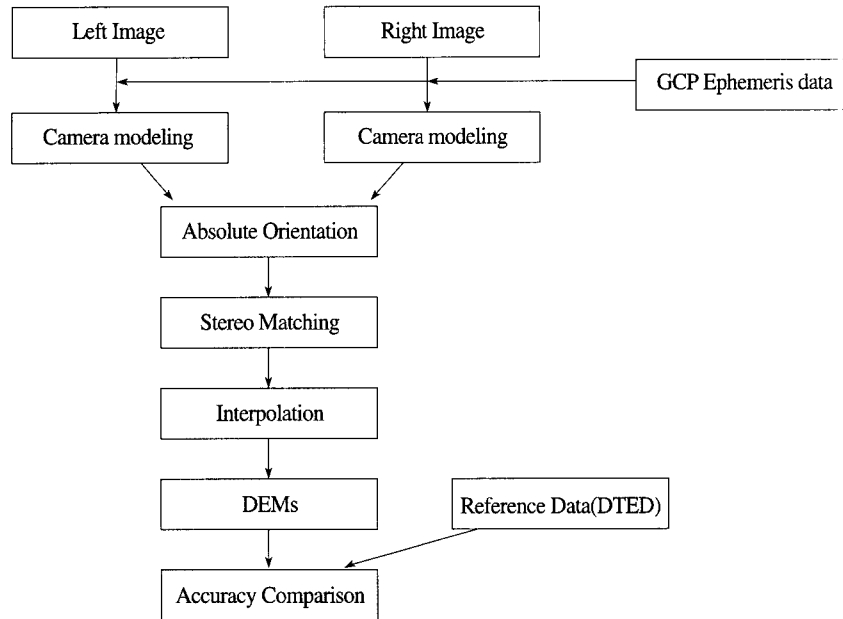 Left Image
Right Image
GCP Ephemeris data
Camera modeling
Camera modeling
Absolute Orientation
Stereo Matching
Interpolation
DEMs
Reference Data(DTED)
Accuracy Comparison